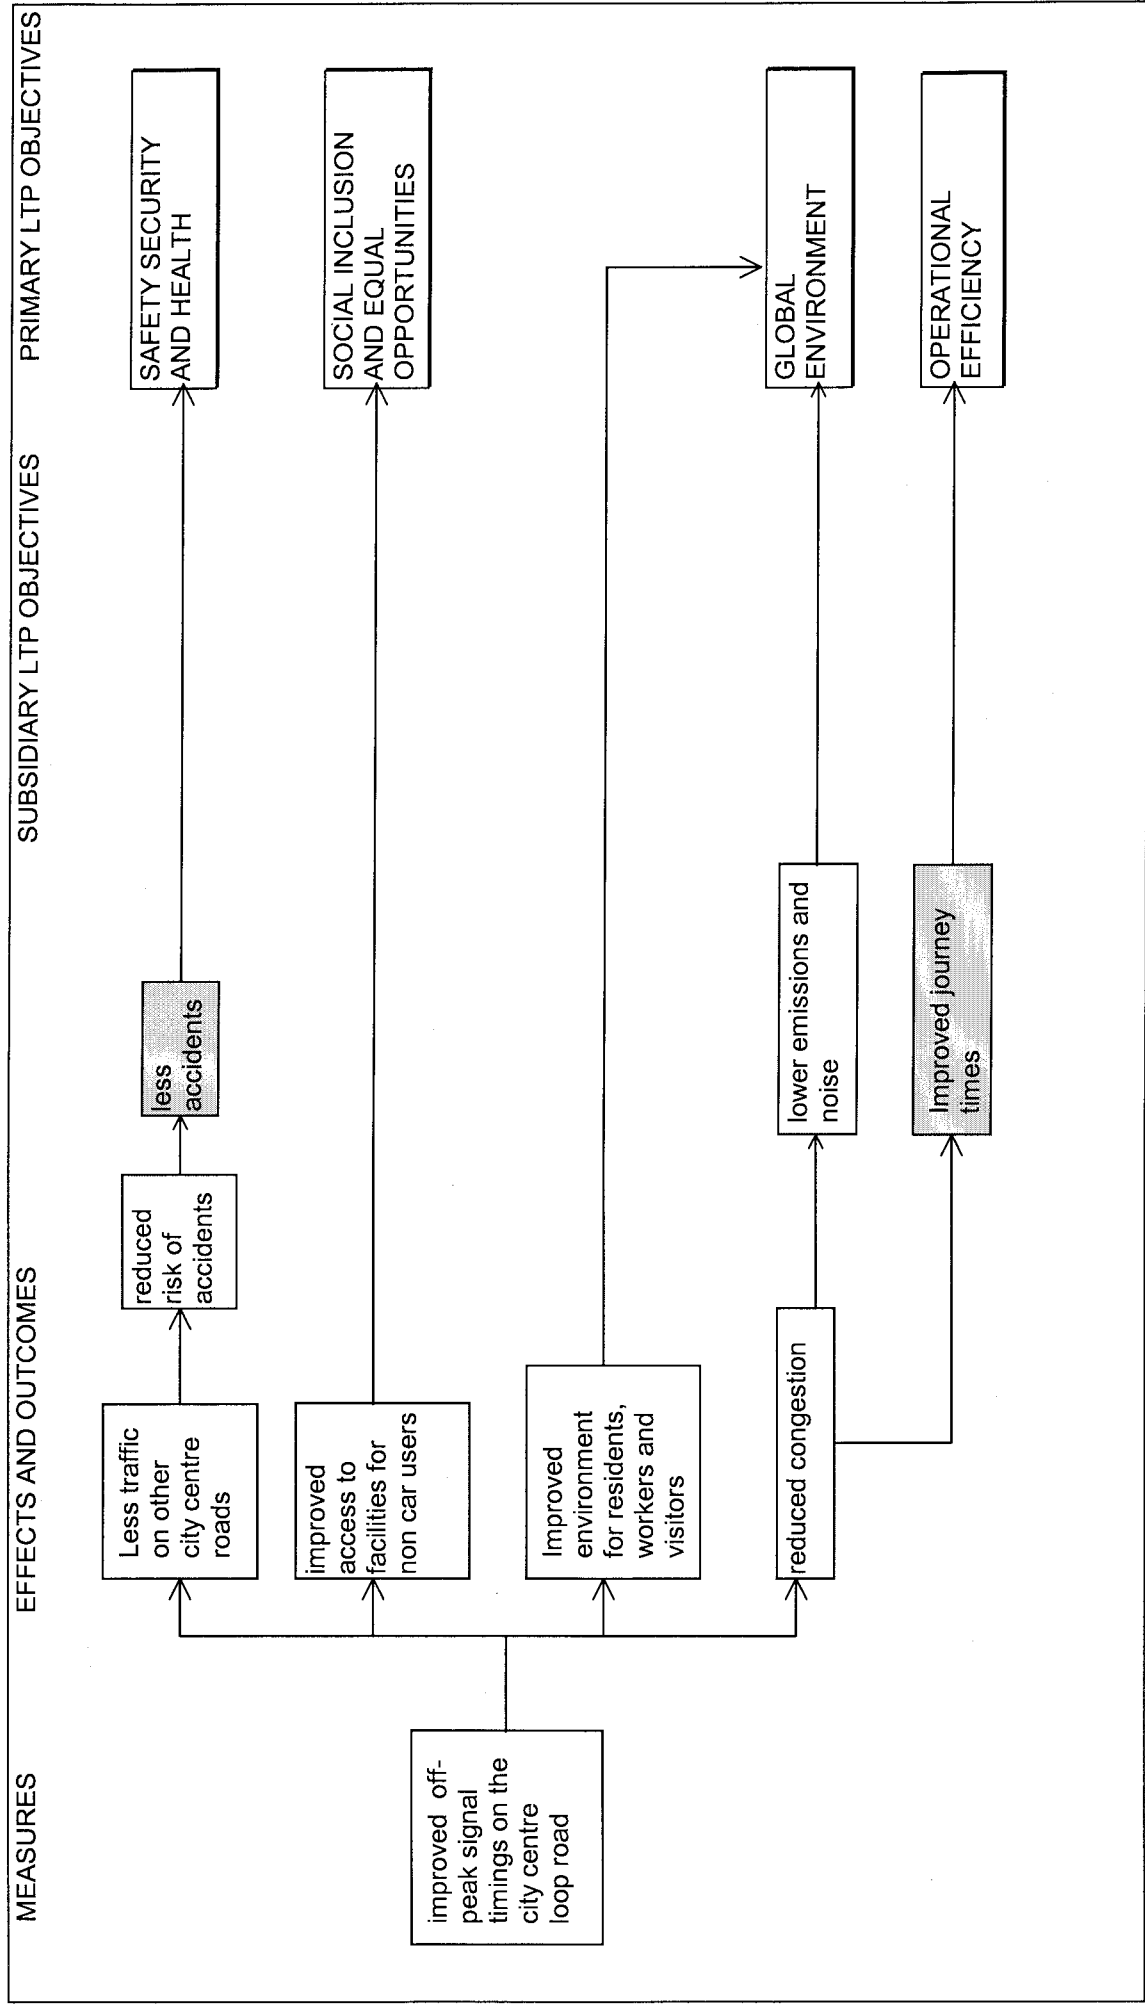 MEASURES
EFFECTS AND OUTCOMES
SUBSIDIARY LTP OBJECTIVES
PRIMARY LTP OBJECTIVES
improved off-
peak signal
timings on the
city centre
loop road
Less traffic
on other
city centre
roads
reduced
risk of
accidents
less
accidents
SAFETY SECURITY
AND HEALTH
improved
access to
facilities for
non car users
SOCIAL INCLUSION
AND EQUAL
OPPORTUNITIES
Improved
environment
for residents,
workers and
visitors
reduced congestion
lower emissions and
noise
GLOBAL
ENVIRONMENT
Improved journey
times
OPERATIONAL
EFFICIENCY